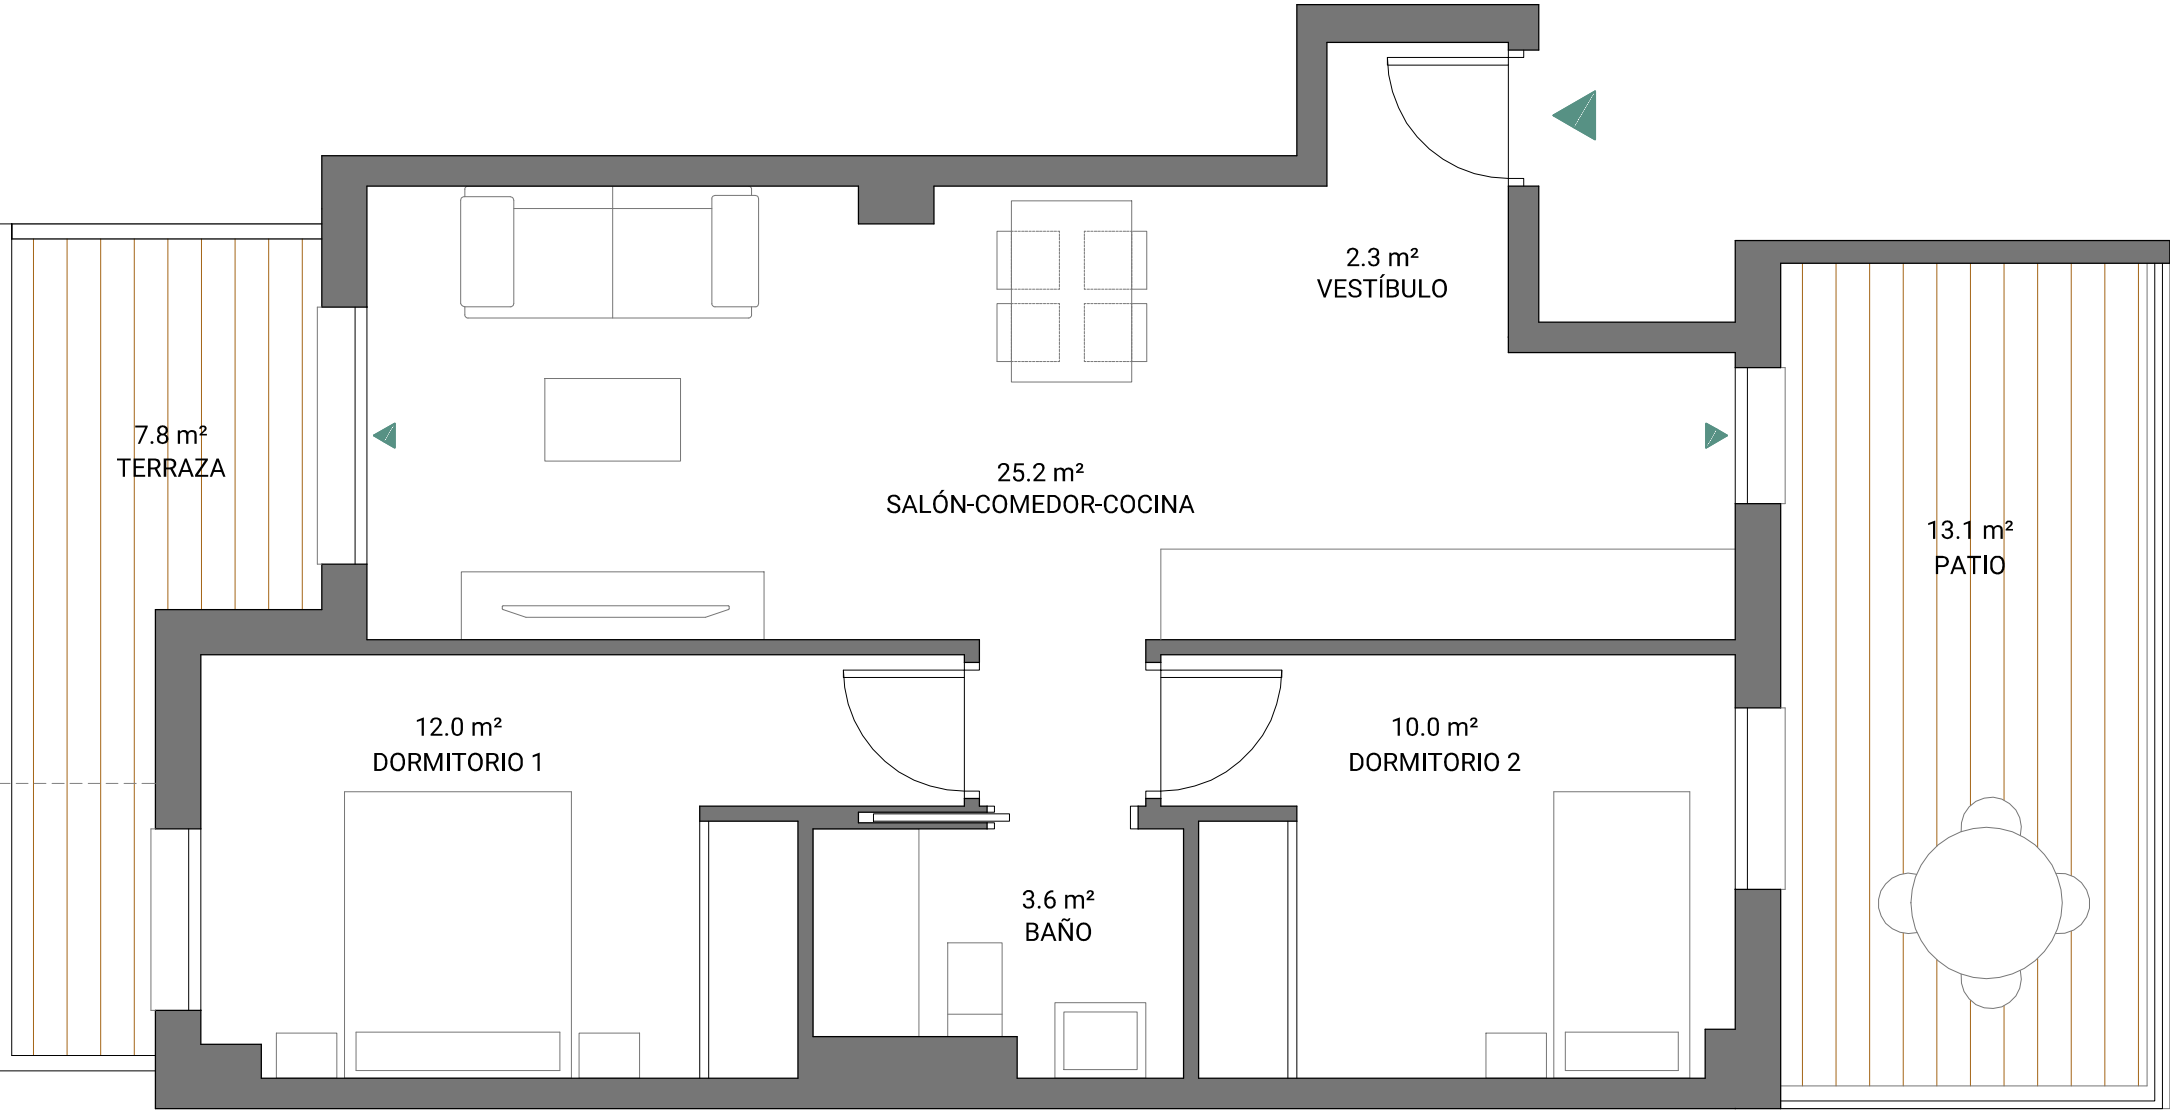 2.3 m²
VESTÍBULO
7.8 m²
TERRAZA
25.2 m²
SALÓN-COMEDOR-COCINA
13.1 m²
PATIO
12.0 m²
DORMITORIO 1
10.0 m²
DORMITORIO 2
3.6 m²
BAÑO